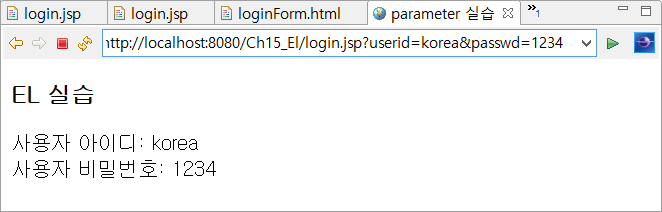 login.jsp login.jsp loginForm.html parameter 실습 »1
http://localhost:8080/Ch15_El/login.jsp?userid=korea&passwd=1234
EL 실습
사용자 아이디: korea
사용자 비밀번호: 1234